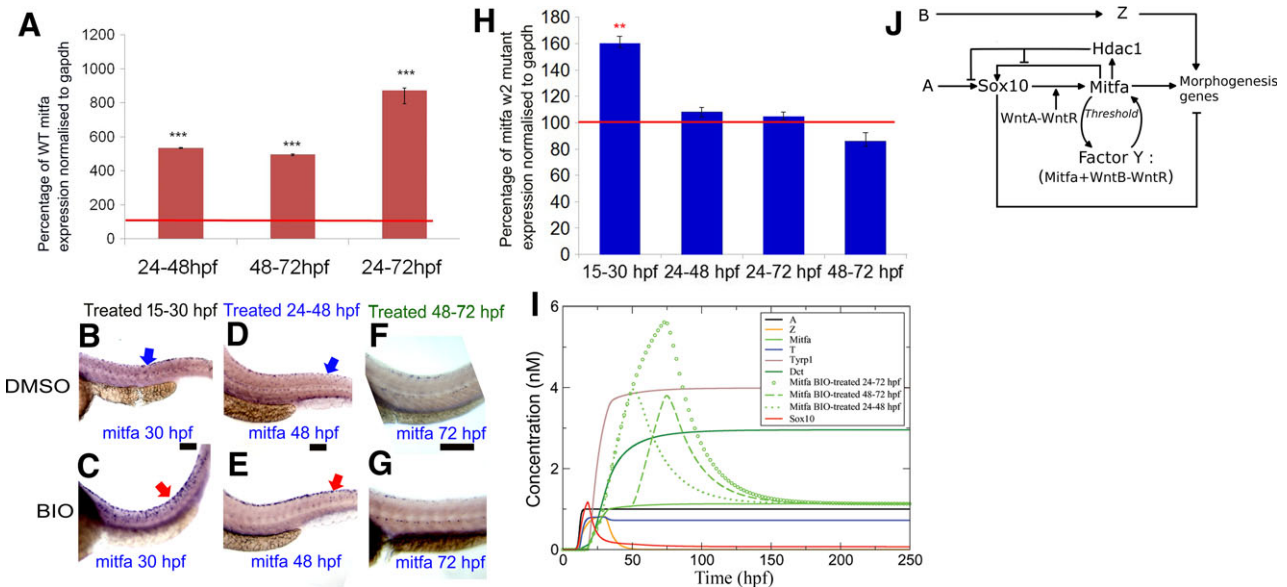 A
Percentage of WT mitfa
expression normalised to gapdh
1200
1000
800
600
400
200
0
***
***
***
24-48hpf
48-72hpf
24-72hpf
H
Percentage of mitfa w2 mutant
expression normalised to gapdh
180
160
140
120
100
80
60
40
20
0
**
15-30 hpf
24-48 hpf
24-72 hpf
48-72 hpf
J
B
Z
Hdac1
A
Sox10
Mitfa
Morphogenesis
genes
WntA-WntR
Threshold
Factor Y :
(Mitfa+WntB-WntR)
Treated 15-30 hpf
Treated 24-48 hpf
Treated 48-72 hpf
DMSO
B
mitfa 30 hpf
D
mitfa 48 hpf
F
mitfa 72 hpf
BIO
C
mitfa 30 hpf
E
mitfa 48 hpf
G
mitfa 72 hpf
I
Concentration (nM)
6
4
2
0
A
Z
Mitfa
T
Tyrp1
Dct
Mitfa BIO-treated 24-72 hpf
Mitfa BIO-treated 48-72 hpf
Mitfa BIO-treated 24-48 hpf
Sox10
0
50
75
100
125
150
175
200
225
250
Time (hpf)